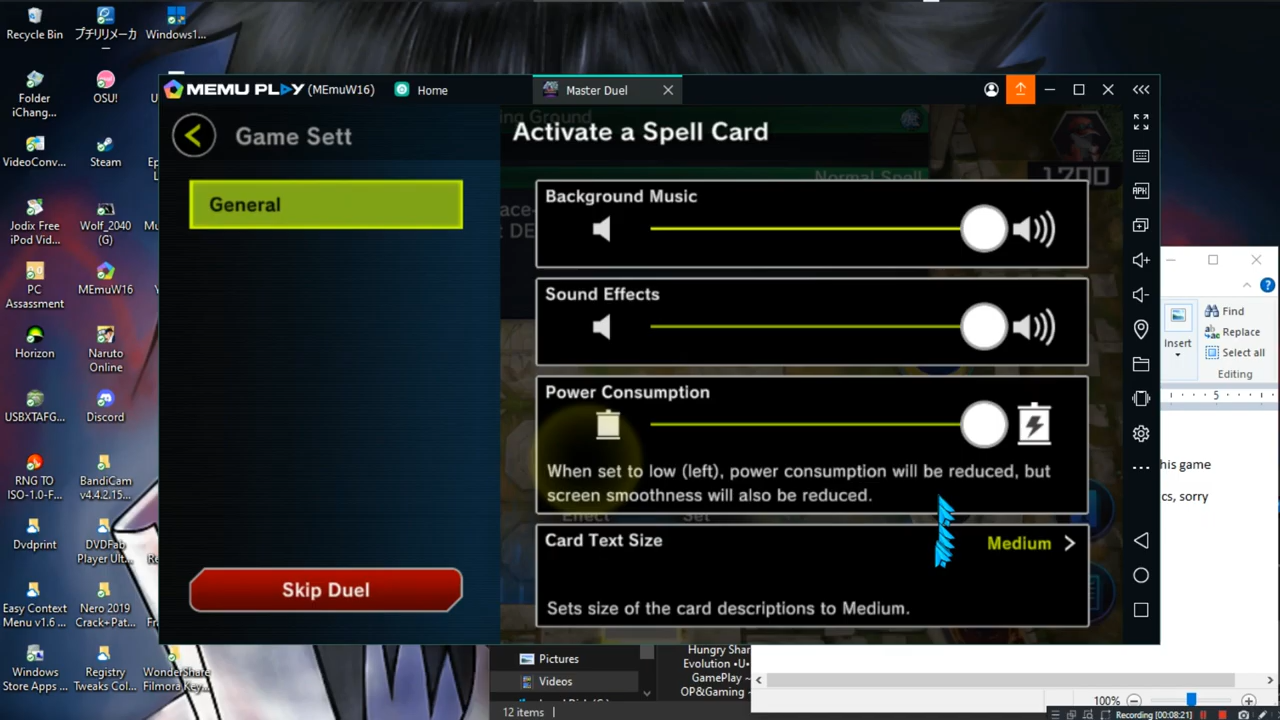 Recycle Bin
プチリリメーカー
Windows1...
Folder iChang...
OSU!
VideoConv...
Steam
Jodix Free iPod Vid...
Wolf_2040 (G)
PC Assassment
MEmuW16
Horizon
Naruto Online
USBXTAFG...
Discord
RNG TO ISO-1.0-F...
BandiCam v4.4.2.15...
Dvdprint
DVDFab Player Ult...
Easy Context Menu v1.6 ...
Nero 2019 Crack+Pat...
Windows Store Apps ...
Registry Tweaks Col...
WonderShare Filmora Key...
MEMU PLAY (MEmuW16)
Home
Master Duel
Game Sett
General
Skip Duel
Activate a Spell Card
Normal Spell
1700
Background Music
Sound Effects
Power Consumption
When set to low (left), power consumption will be reduced, but
screen smoothness will also be reduced.
Effect
Set
Card Text Size
Medium
Sets size of the card descriptions to Medium.
APK
Insert
Find
Replace
Select all
Editing
5
his game
cs, sorry
Pictures
Videos
12 items
Hungry Shar
Evolution •U•
GamePlay ~
OP&Gaming ~
100%
Recording [00:08:21]